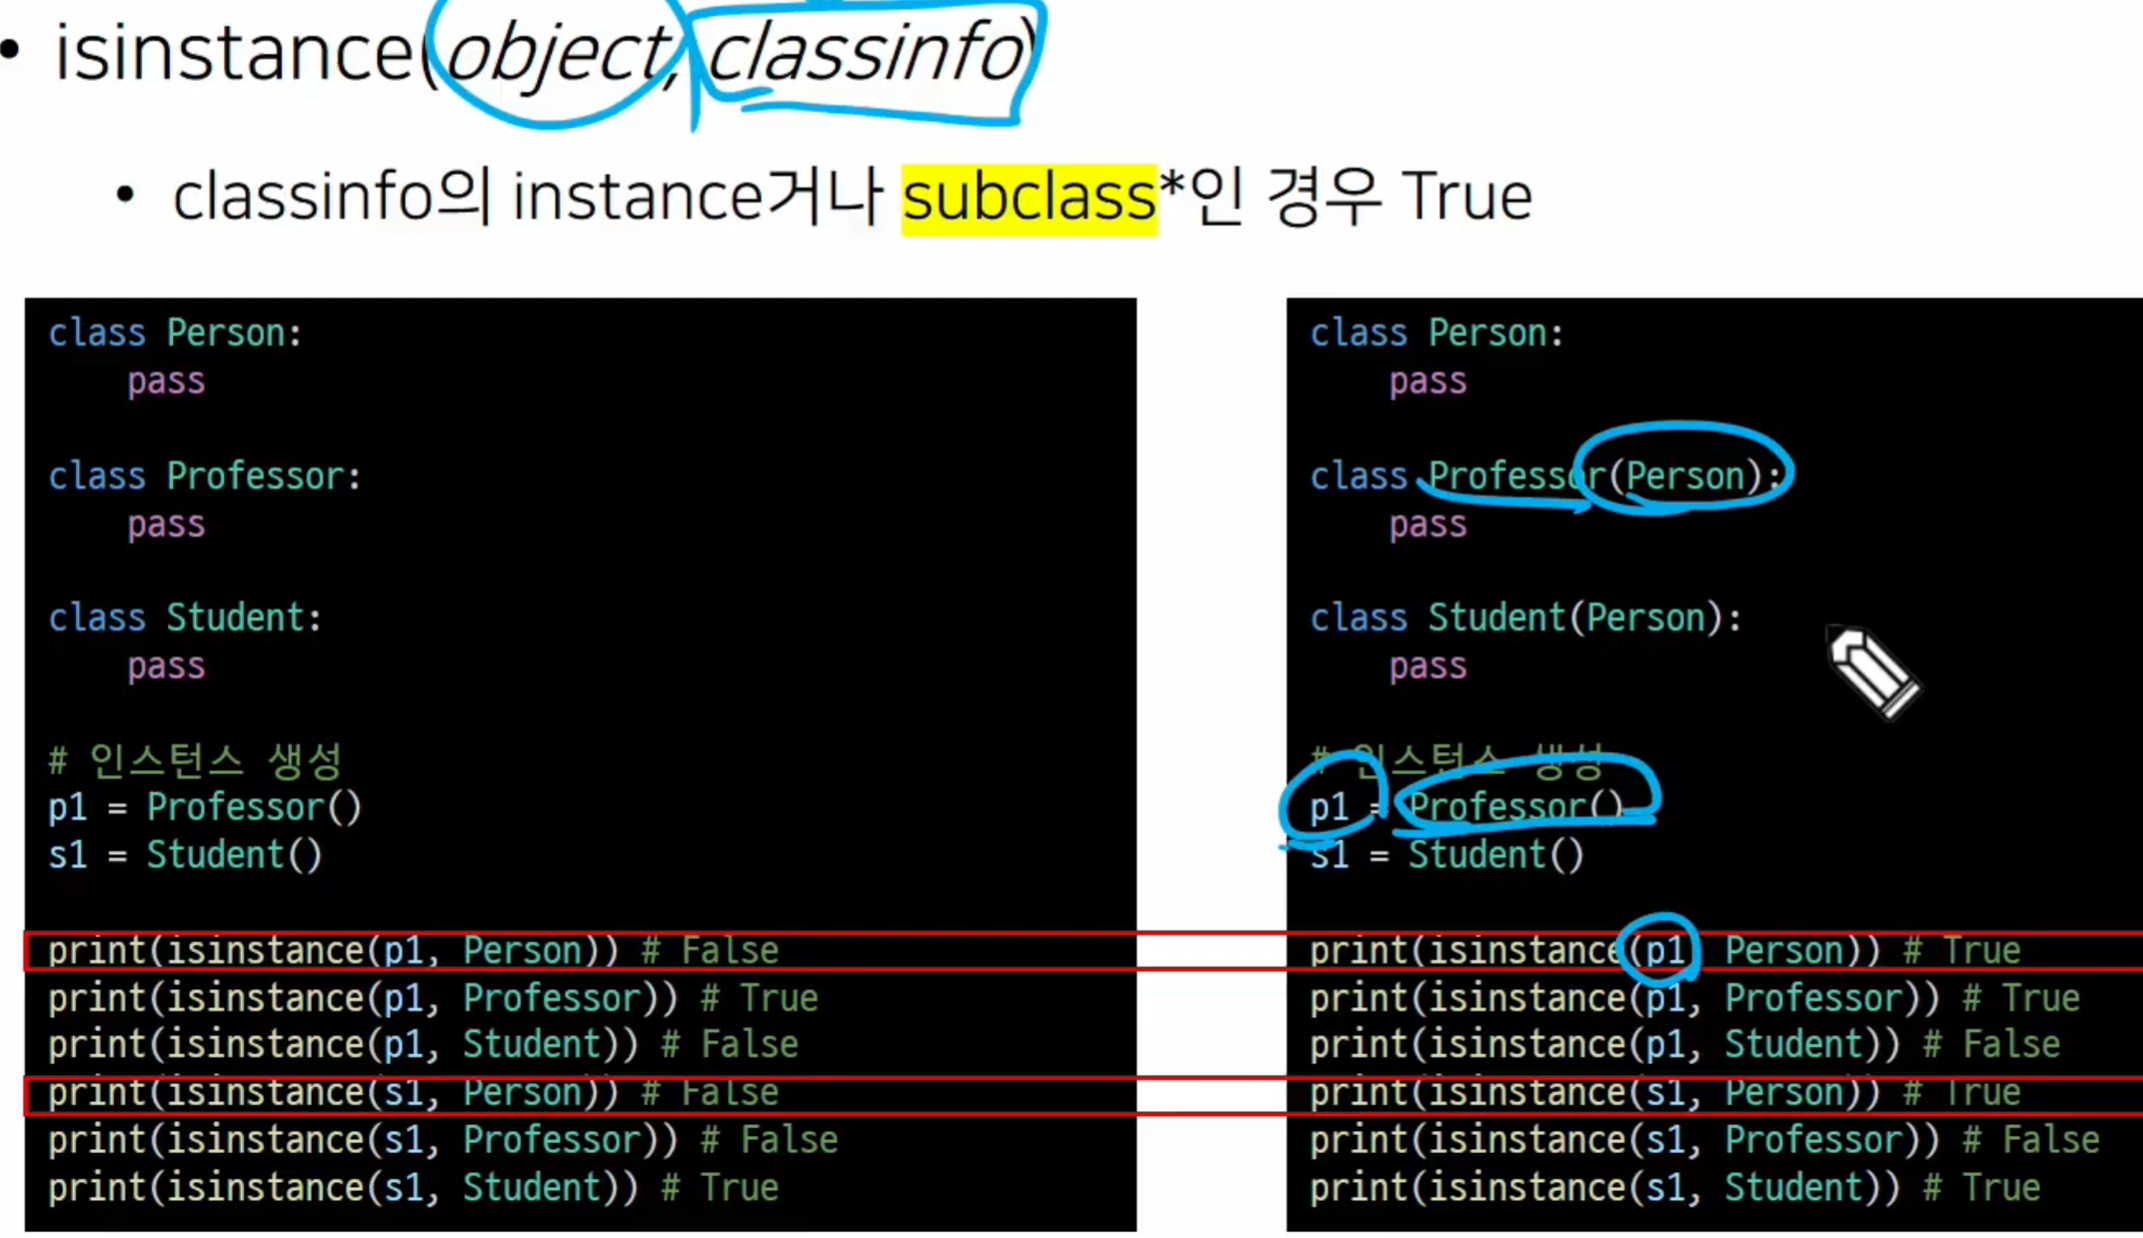 • isinstance(object, classinfo)
• classinfo의 instance거나 subclass*인 경우 True
class Person:
    pass

class Professor:
    pass

class Student:
    pass

# 인스턴스 생성
p1 = Professor()
s1 = Student()

print(isinstance(p1, Person)) # False
print(isinstance(p1, Professor)) # True
print(isinstance(p1, Student)) # False
print(isinstance(s1, Person)) # False
print(isinstance(s1, Professor)) # False
print(isinstance(s1, Student)) # True

class Person:
    pass

class Professor(Person):
    pass

class Student(Person):
    pass

# 인스턴스 생성
p1 = Professor()
s1 = Student()

print(isinstance(p1, Person)) # True
print(isinstance(p1, Professor)) # True
print(isinstance(p1, Student)) # False
print(isinstance(s1, Person)) # True
print(isinstance(s1, Professor)) # False
print(isinstance(s1, Student)) # True